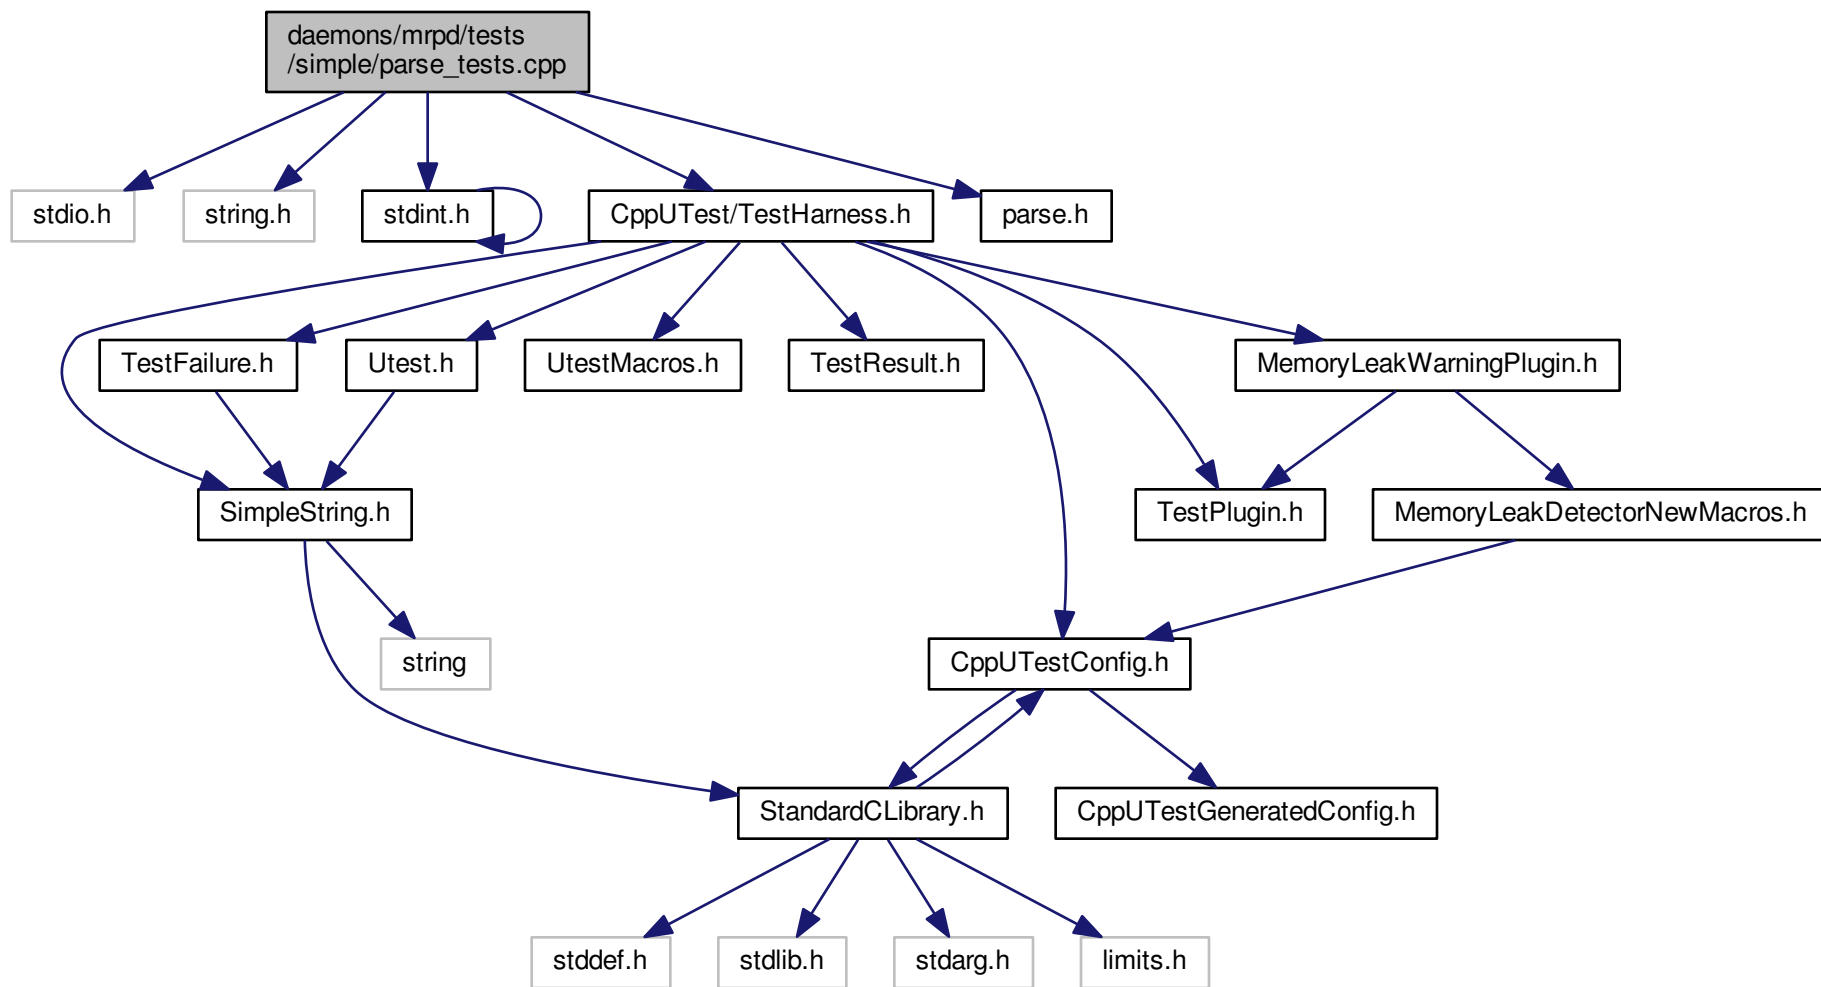 daemons/mrpd/tests
/simple/parse_tests.cpp
stdio.h
string.h
stdint.h
CppUTest/TestHarness.h
parse.h
TestFailure.h
Utest.h
UtestMacros.h
TestResult.h
MemoryLeakWarningPlugin.h
SimpleString.h
TestPlugin.h
MemoryLeakDetectorNewMacros.h
string
CppUTestConfig.h
StandardCLibrary.h
CppUTestGeneratedConfig.h
stddef.h
stdlib.h
stdarg.h
limits.h